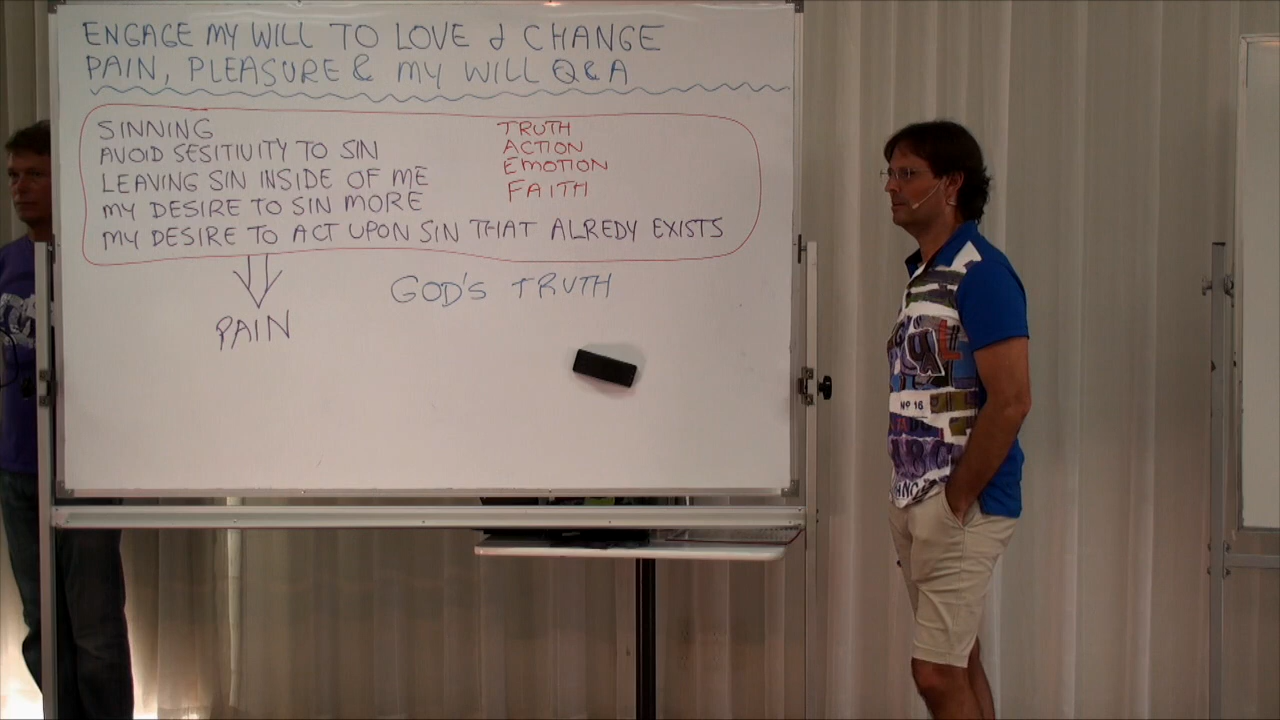 ENGAGE MY WILL TO LOVE & CHANGE
PAIN, PLEASURE & MY WILL Q&A
SINNING
AVOID SESITIVITY TO SIN
LEAVING SIN INSIDE OF ME
MY DESIRE TO SIN MORE
MY DESIRE TO ACT UPON SIN THAT ALREDY EXISTS
TRUTH
ACTION
EMOTION
FAITH
GOD'S TRUTH
PAIN
Nº 16